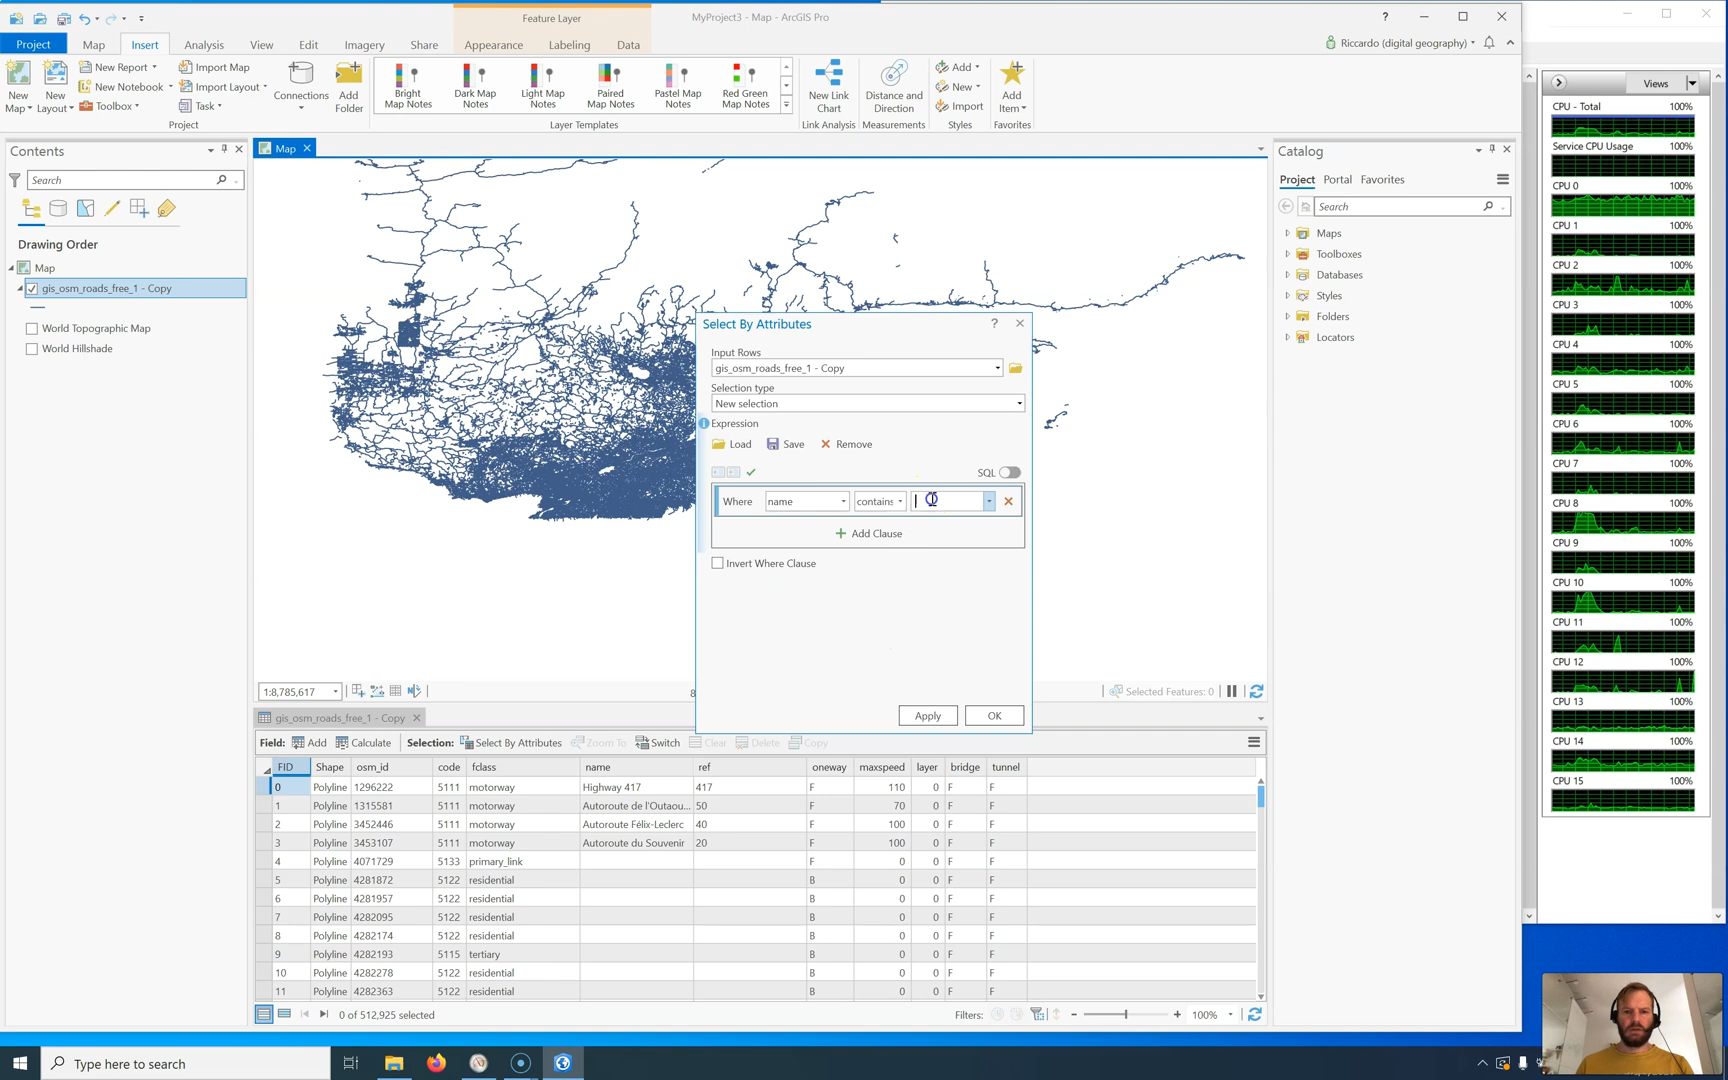 Feature Layer
MyProject3 - Map - ArcGIS Pro
?
Project Map Insert Analysis View Edit Imagery Share Appearance Labeling Data
Riccardo (digital geography)
New Map
New Layout
New Report
New Notebook
Toolbox
Import Map
Import Layout
Task
Connections
Add Folder
Project
Bright Map Notes
Dark Map Notes
Light Map Notes
Paired Map Notes
Pastel Map Notes
Red Green Map Notes
Layer Templates
New Link Chart
Link Analysis
Distance and Direction
Measurements
Add
New
Import
Styles
Add Item
Favorites
Contents
Search
Drawing Order
Map
gis_osm_roads_free_1 - Copy
World Topographic Map
World Hillshade
Map
Select By Attributes ?
Input Rows
gis_osm_roads_free_1 - Copy
Selection type
New selection
Expression
Load Save Remove
SQL
Where name contains
Add Clause
Invert Where Clause
Apply OK
1:8,785,617
8
Selected Features: 0
Catalog
Project Portal Favorites
Search
Maps
Toolboxes
Databases
Styles
Folders
Locators
Views
CPU - Total 100%
Service CPU Usage 100%
CPU 0 100%
CPU 1 100%
CPU 2 100%
CPU 3 100%
CPU 4 100%
CPU 5 100%
CPU 6 100%
CPU 7 100%
CPU 8 100%
CPU 9 100%
CPU 10 100%
CPU 11 100%
CPU 12 100%
CPU 13 100%
CPU 14 100%
CPU 15 100%
gis_osm_roads_free_1 - Copy
Field: Add Calculate Selection: Select By Attributes Zoom To Switch Clear Delete Copy
FID Shape osm_id code fclass name ref oneway maxspeed layer bridge tunnel
0 Polyline 1296222 5111 motorway Highway 417 417 F 110 0 F F
1 Polyline 1315581 5111 motorway Autoroute de l'Outaou... 50 F 70 0 F F
2 Polyline 3452446 5111 motorway Autoroute Félix-Leclerc 40 F 100 0 F F
3 Polyline 3453107 5111 motorway Autoroute du Souvenir 20 F 100 0 F F
4 Polyline 4071729 5133 primary_link F 0 0 F F
5 Polyline 4281872 5122 residential B 0 0 F F
6 Polyline 4281957 5122 residential B 0 0 F F
7 Polyline 4282095 5122 residential B 0 0 F F
8 Polyline 4282174 5122 residential B 0 0 F F
9 Polyline 4282193 5115 tertiary B 0 0 F F
10 Polyline 4282278 5122 residential B 0 0 F F
11 Polyline 4282363 5122 residential B 0 0 F F
0 of 512,925 selected
Filters:
100%
Type here to search